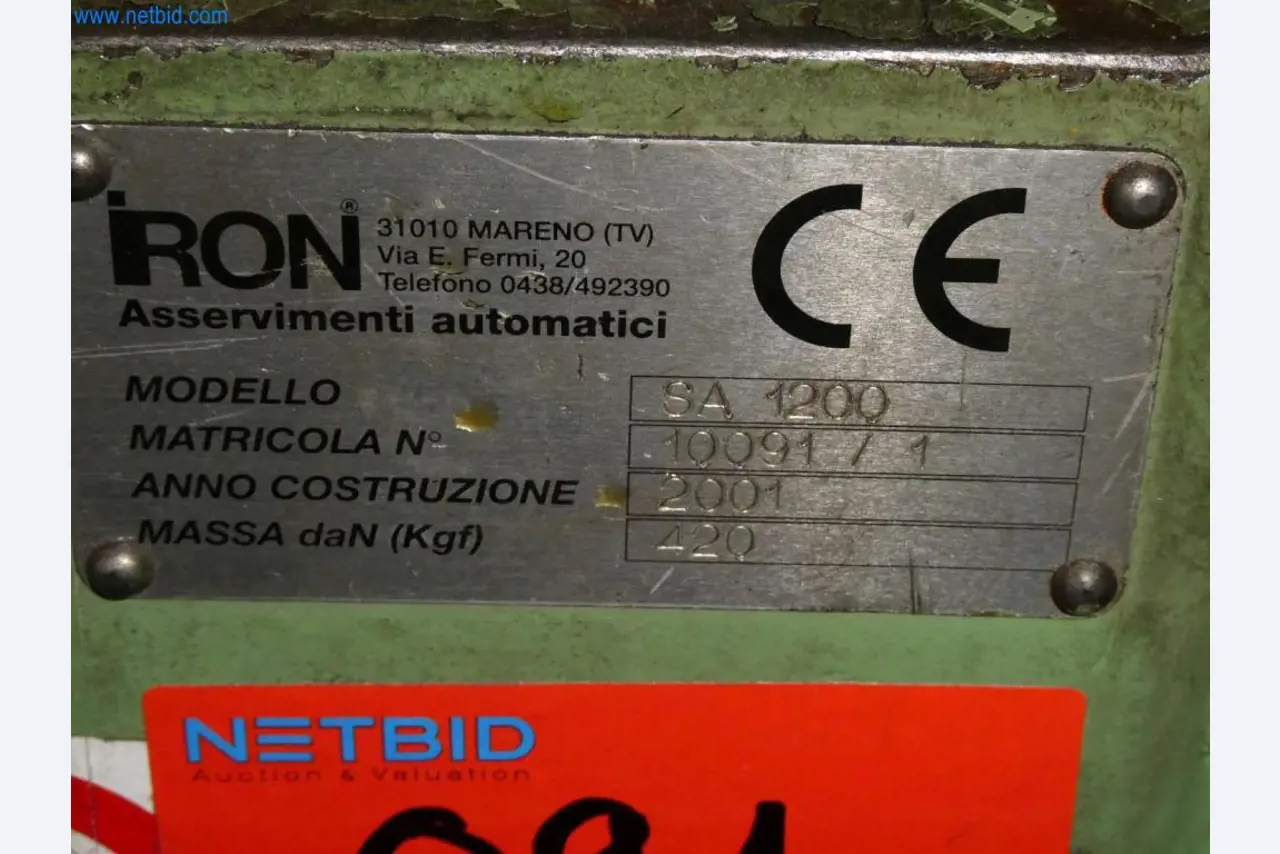 www.netbid.com
iRON®
31010 MARENO (TV)
Via E. Fermi, 20
Telefono 0438/492390
Asservimenti automatici
CE
MODELLO SA 1200
MATRICOLA N° 10091 / 1
ANNO COSTRUZIONE 2001
MASSA daN (Kgf) 420
NETBID
Auction & Valuation